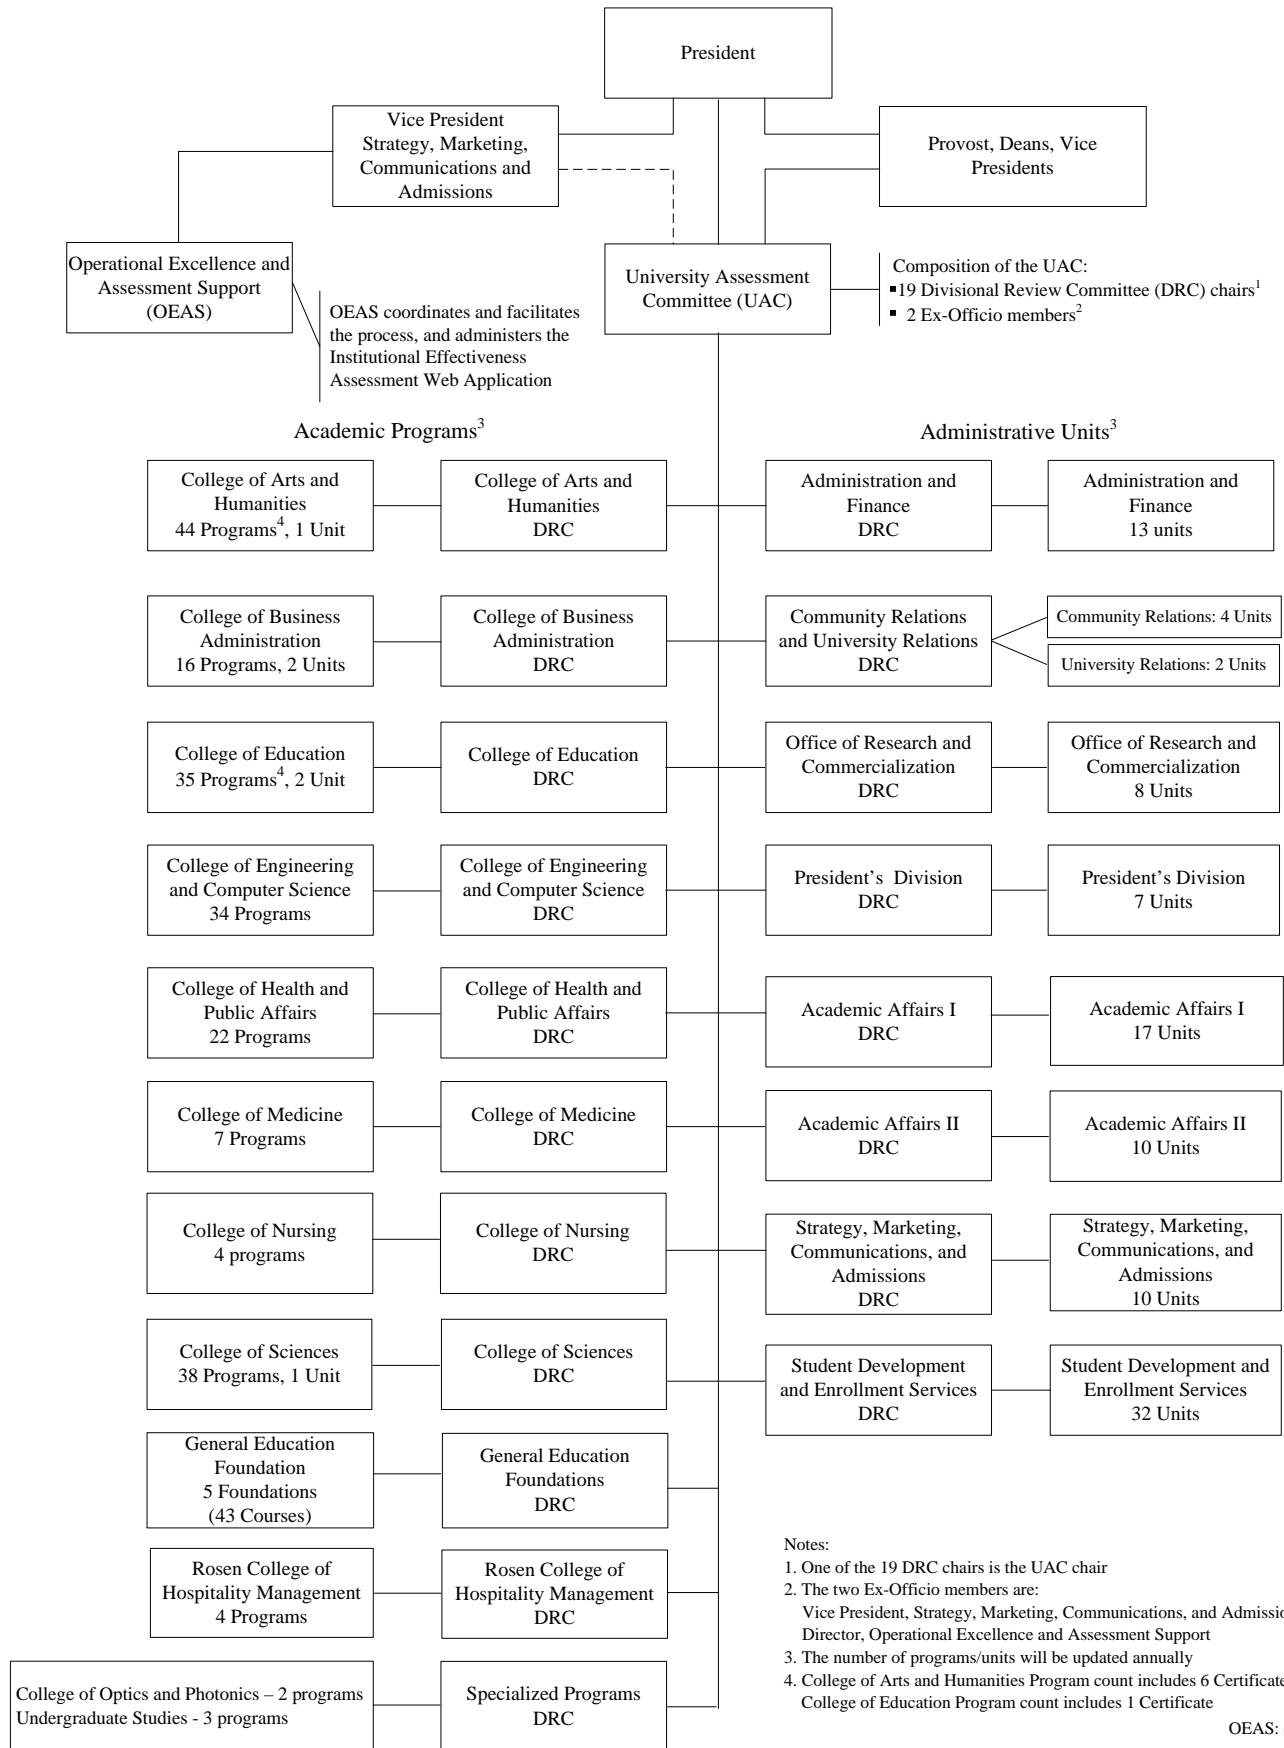 President
Vice President
Strategy, Marketing,
Communications and
Admissions
Provost, Deans, Vice
Presidents
Operational Excellence and
Assessment Support
(OEAS)
OEAS coordinates and facilitates
the process, and administers the
Institutional Effectiveness
Assessment Web Application
University Assessment
Committee (UAC)
Composition of the UAC:
▪19 Divisional Review Committee (DRC) chairs¹
▪ 2 Ex-Officio members²
Academic Programs³
Administrative Units³
College of Arts and
Humanities
44 Programs⁴, 1 Unit
College of Arts and
Humanities
DRC
Administration and
Finance
DRC
Administration and
Finance
13 units
College of Business
Administration
16 Programs, 2 Units
College of Business
Administration
DRC
Community Relations
and University Relations
DRC
Community Relations: 4 Units
University Relations: 2 Units
College of Education
35 Programs⁴, 2 Unit
College of Education
DRC
Office of Research and
Commercialization
DRC
Office of Research and
Commercialization
8 Units
College of Engineering
and Computer Science
34 Programs
College of Engineering
and Computer Science
DRC
President’s Division
DRC
President’s Division
7 Units
College of Health and
Public Affairs
22 Programs
College of Health and
Public Affairs
DRC
Academic Affairs I
DRC
Academic Affairs I
17 Units
College of Medicine
7 Programs
College of Medicine
DRC
Academic Affairs II
DRC
Academic Affairs II
10 Units
College of Nursing
4 programs
College of Nursing
DRC
Strategy, Marketing,
Communications, and
Admissions
DRC
Strategy, Marketing,
Communications, and
Admissions
10 Units
College of Sciences
38 Programs, 1 Unit
College of Sciences
DRC
Student Development
and Enrollment Services
DRC
Student Development and
Enrollment Services
32 Units
General Education
Foundation
5 Foundations
(43 Courses)
General Education
Foundations
DRC
Rosen College of
Hospitality Management
4 Programs
Rosen College of
Hospitality Management
DRC
College of Optics and Photonics – 2 programs
Undergraduate Studies - 3 programs
Specialized Programs
DRC
Notes:
1. One of the 19 DRC chairs is the UAC chair
2. The two Ex-Officio members are:
Vice President, Strategy, Marketing, Communications, and
Director, Operational Excellence and Assessment Support
3. The number of programs/units will be updated annually
4. College of Arts and Humanities Program count includes 6
College of Education Program count includes 1 Certificate
OEAS: